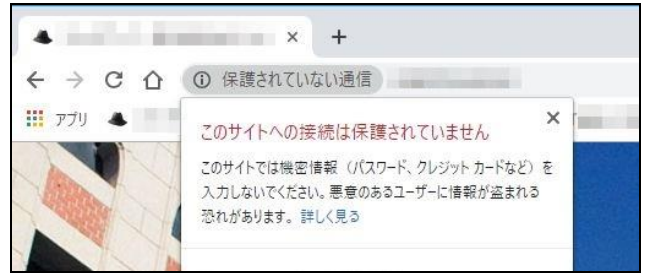 保護されていない通信
アプリ
このサイトへの接続は保護されていません
このサイトでは機密情報（パスワード、クレジット カードなど）を
入力しないでください。悪意のあるユーザーに情報が盗まれる
恐れがあります。 詳しく見る